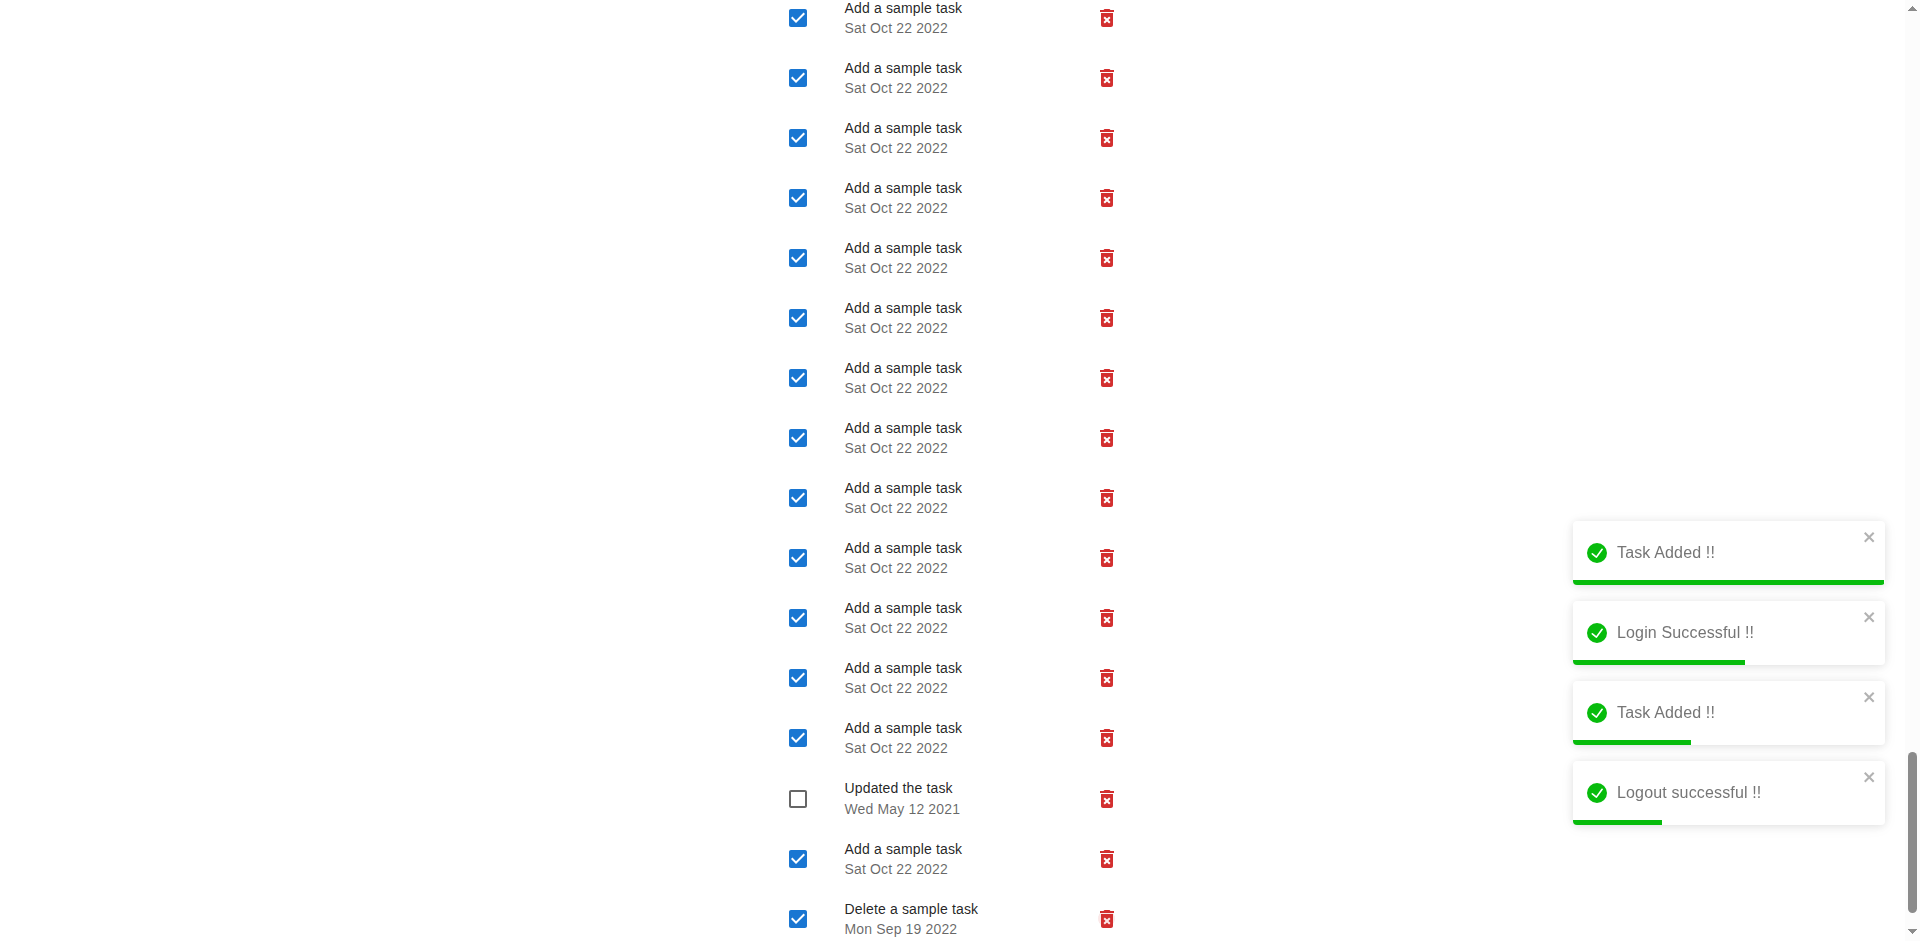 Add a sample task
Sat Oct 22 2022
Add a sample task
Sat Oct 22 2022
Add a sample task
Sat Oct 22 2022
Add a sample task
Sat Oct 22 2022
Add a sample task
Sat Oct 22 2022
Add a sample task
Sat Oct 22 2022
Add a sample task
Sat Oct 22 2022
Add a sample task
Sat Oct 22 2022
Add a sample task
Sat Oct 22 2022
Add a sample task
Sat Oct 22 2022
Add a sample task
Sat Oct 22 2022
Add a sample task
Sat Oct 22 2022
Add a sample task
Sat Oct 22 2022
Updated the task
Wed May 12 2021
Add a sample task
Sat Oct 22 2022
Delete a sample task
Mon Sep 19 2022
Task Added !!
Login Successful !!
Task Added !!
Logout successful !!